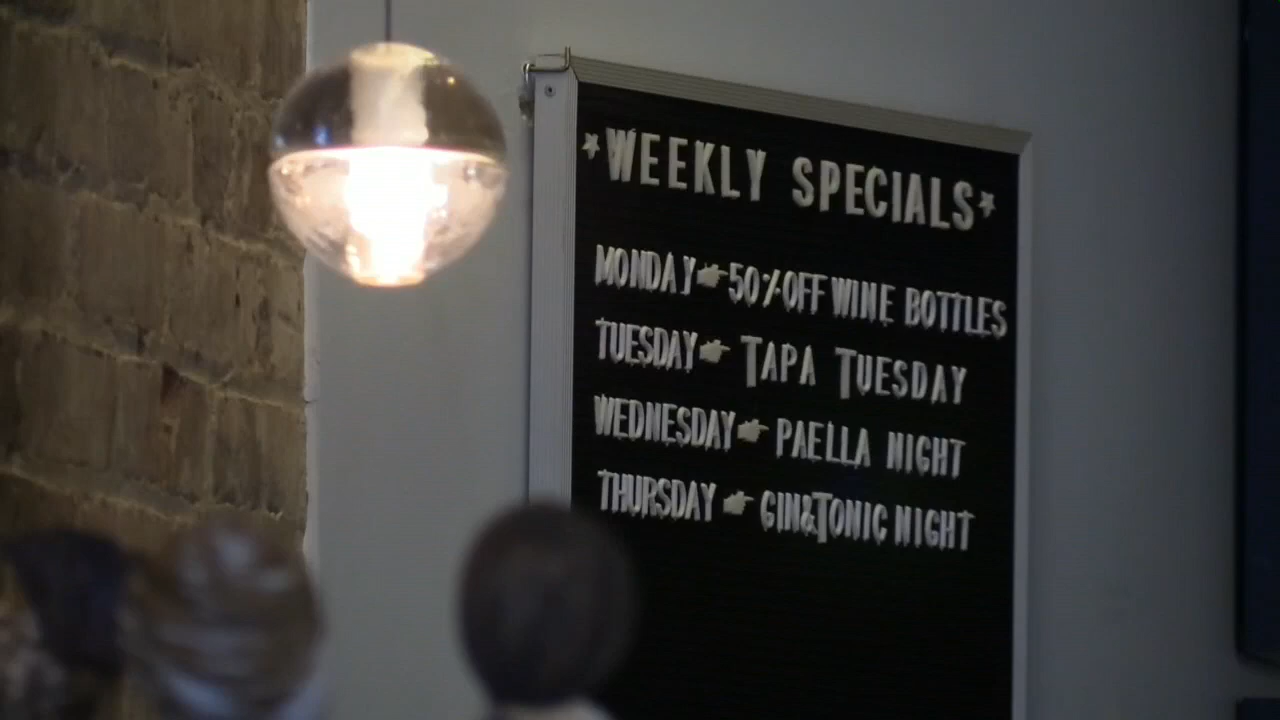 *WEEKLY SPECIALS*
MONDAY☛50%OFF WINE BOTTLES
TUESDAY☛ TAPA TUESDAY
WEDNESDAY☛ PAELLA NIGHT
THURSDAY ☛ GIN&TONIC NIGHT